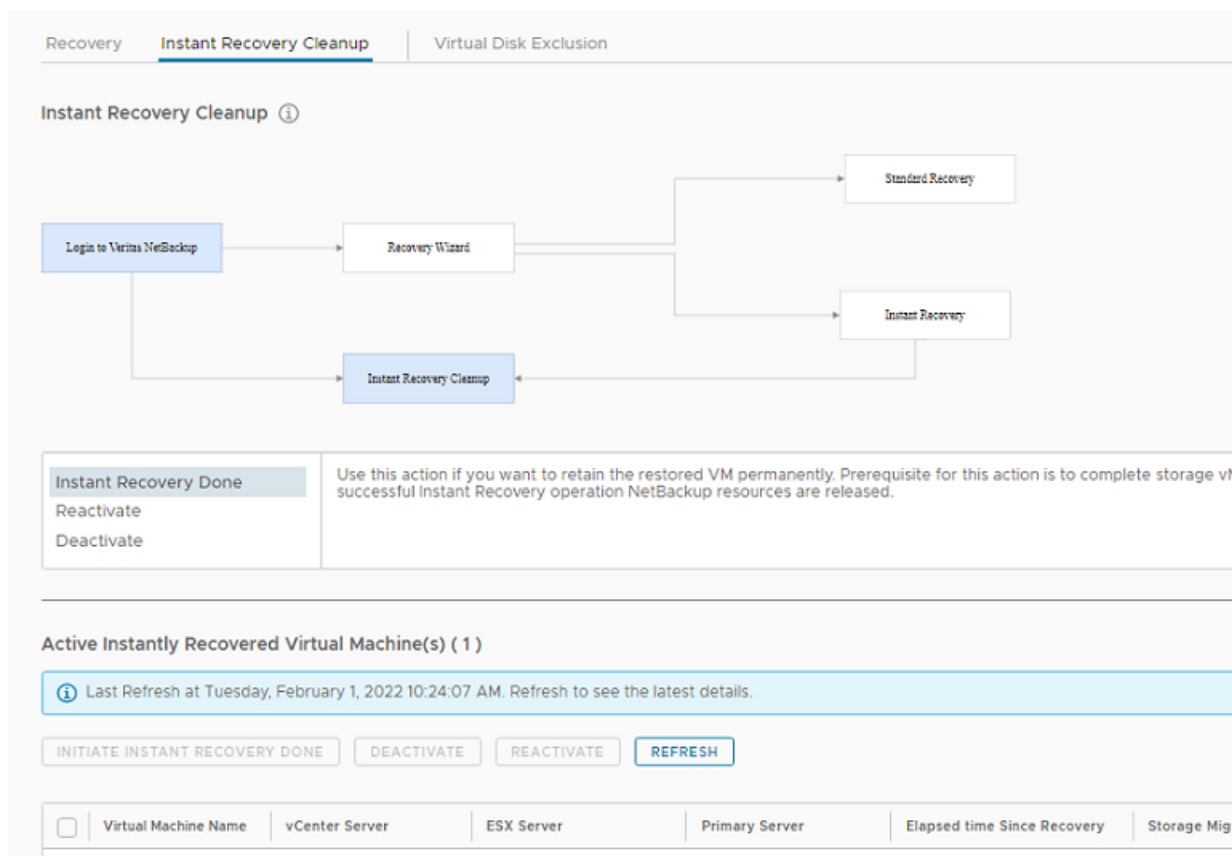 Recovery
Instant Recovery Cleanup
Virtual Disk Exclusion
Instant Recovery Cleanup
Standard Recovery
Login to Veritas NetBackup
Recovery Wizard
Instant Recovery
Instant Recovery Cleanup
Instant Recovery Done
Reactivate
Deactivate
Use this action if you want to retain the restored VM permanently. Prerequisite for this action is to complete storage
successful Instant Recovery operation NetBackup resources are released.
Active Instantly Recovered Virtual Machine(s) ( 1 )
Last Refresh at Tuesday, February 1, 2022 10:24:07 AM. Refresh to see the latest details.
INITIATE INSTANT RECOVERY DONE
DEACTIVATE
REACTIVATE
REFRESH
Virtual Machine Name
vCenter Server
ESX Server
Primary Server
Elapsed time Since Recovery
Storage Mig